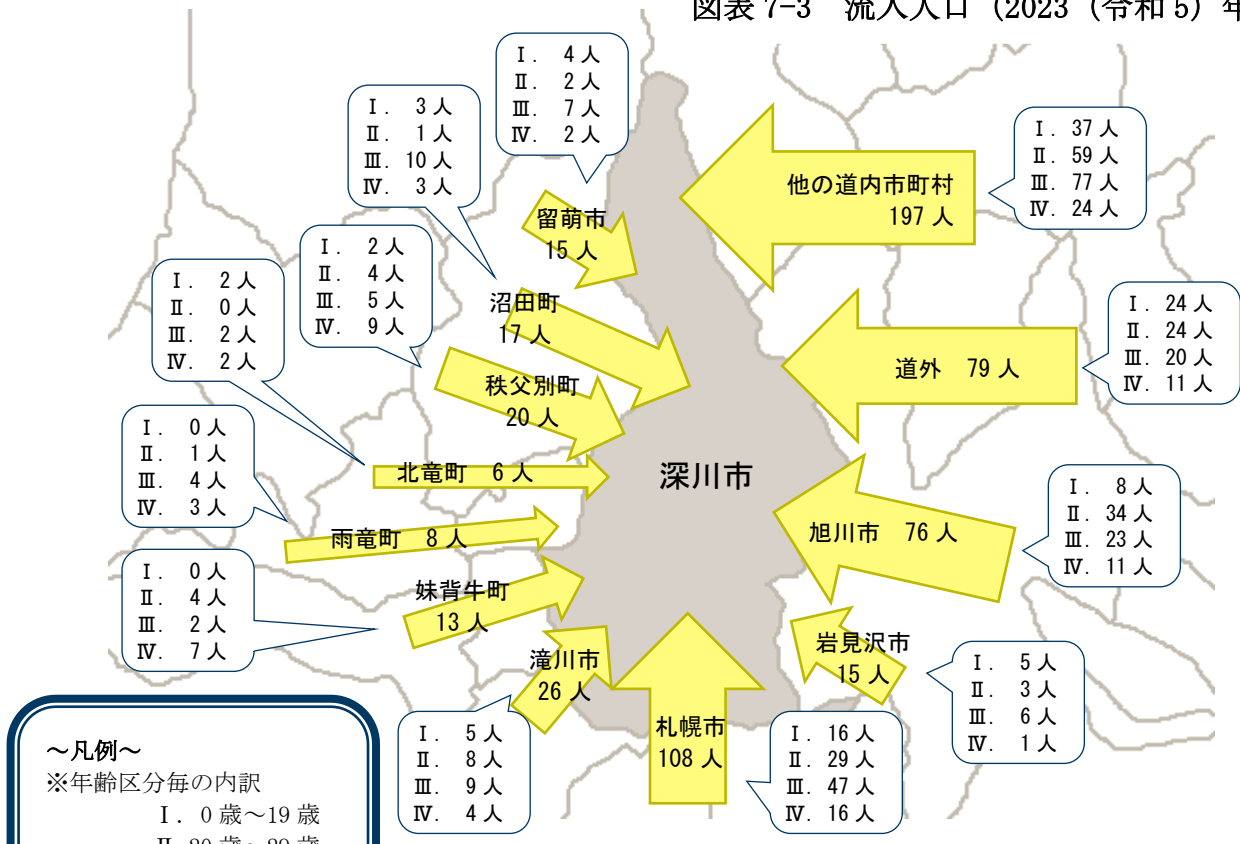 図表 7-3 流入人口（2023（令和 5）年
Ⅰ. 4 人
Ⅱ. 2 人
Ⅲ. 7 人
Ⅳ. 2 人
留萌市
15 人
Ⅰ. 3 人
Ⅱ. 1 人
Ⅲ. 10 人
Ⅳ. 3 人
沼田町
17 人
Ⅰ. 2 人
Ⅱ. 4 人
Ⅲ. 5 人
Ⅳ. 9 人
秩父別町
20 人
Ⅰ. 2 人
Ⅱ. 0 人
Ⅲ. 2 人
Ⅳ. 2 人
北竜町 6 人
Ⅰ. 0 人
Ⅱ. 1 人
Ⅲ. 4 人
Ⅳ. 3 人
雨竜町 8 人
Ⅰ. 0 人
Ⅱ. 4 人
Ⅲ. 2 人
Ⅳ. 7 人
妹背牛町
13 人
滝川市
26 人
Ⅰ. 5 人
Ⅱ. 8 人
Ⅲ. 9 人
Ⅳ. 4 人
札幌市
108 人
Ⅰ. 16 人
Ⅱ. 29 人
Ⅲ. 47 人
Ⅳ. 16 人
岩見沢市
15 人
Ⅰ. 5 人
Ⅱ. 3 人
Ⅲ. 6 人
Ⅳ. 1 人
旭川市 76 人
Ⅰ. 8 人
Ⅱ. 34 人
Ⅲ. 23 人
Ⅳ. 11 人
道外 79 人
Ⅰ. 24 人
Ⅱ. 24 人
Ⅲ. 20 人
Ⅳ. 11 人
他の道内市町村
197 人
Ⅰ. 37 人
Ⅱ. 59 人
Ⅲ. 77 人
Ⅳ. 24 人
深川市
～凡例～
※年齢区分毎の内訳
Ⅰ. 0 歳～19 歳